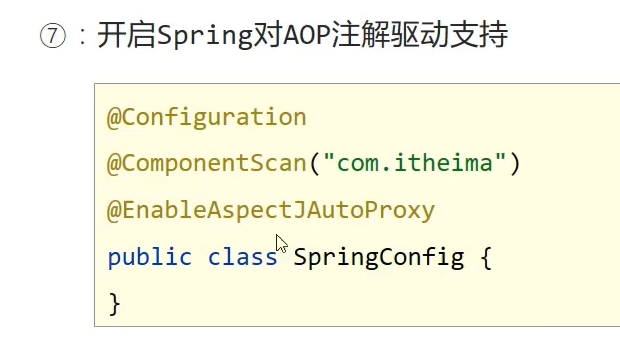 ⑦：开启Spring对AOP注解驱动支持
@Configuration
@ComponentScan("com.itheima")
@EnableAspectJAutoProxy
public class SpringConfig {
}